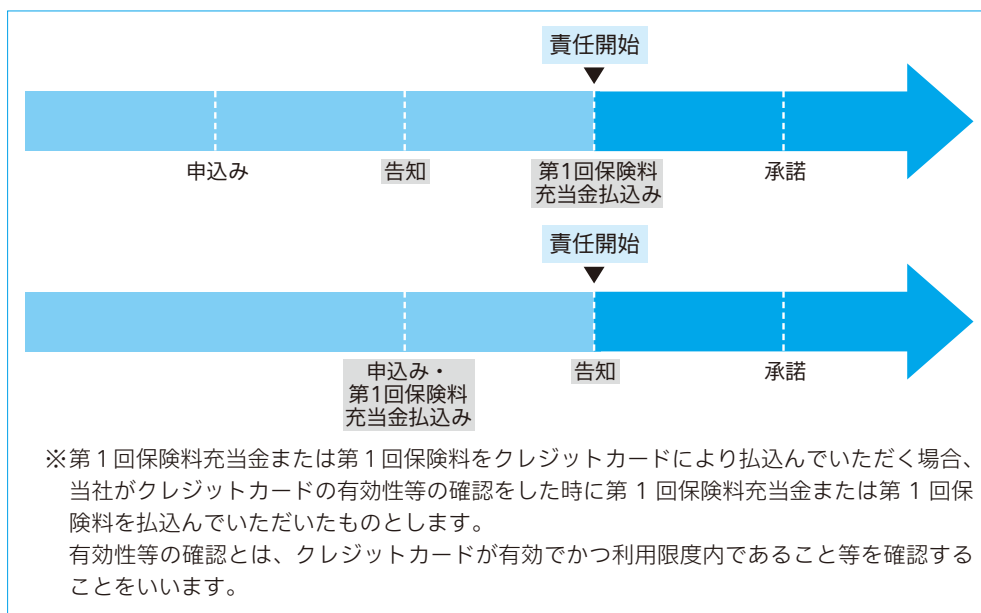 責任開始
申込み
告知
第1回保険料
充当金払込み
承諾
責任開始
申込み・
第1回保険料
充当金払込み
告知
承諾
※第1回保険料充当金または第1回保険料をクレジットカードにより払込んでいただく場合、
当社がクレジットカードの有効性等の確認をした時に第 1 回保険料充当金または第 1 回保
険料を払込んでいただいたものとします。
有効性等の確認とは、クレジットカードが有効でかつ利用限度内であること等を確認する
ことをいいます。